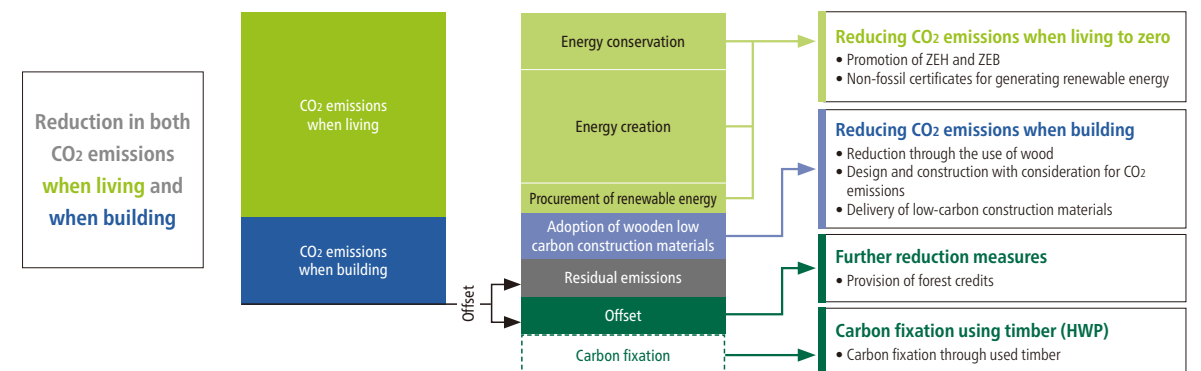 Reduction in both
CO2 emissions
when living and
when building
CO2 emissions
when living
CO2 emissions
when building
Offset
Energy conservation
Energy creation
Procurement of renewable energy
Adoption of wooden low
carbon construction materials
Residual emissions
Offset
Carbon fixation
Reducing CO2 emissions when living to zero
• Promotion of ZEH and ZEB
• Non-fossil certificates for generating renewable energy
Reducing CO2 emissions when building
• Reduction through the use of wood
• Design and construction with consideration for CO2
emissions
• Delivery of low-carbon construction materials
Further reduction measures
• Provision of forest credits
Carbon fixation using timber (HWP)
• Carbon fixation through used timber